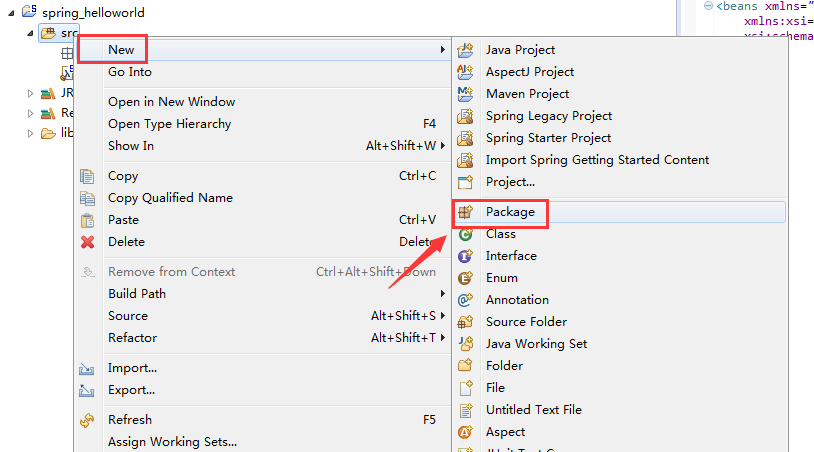 spring_helloworld
<beans xmlns="
xmlns:xsi=
xsi:schema
src
New
Go Into
Open in New Window
Open Type Hierarchy F4
Show In Alt+Shift+W
Copy Ctrl+C
Copy Qualified Name
Paste Ctrl+V
Delete Delete
Remove from Context Ctrl+Alt+Shift+Down
Build Path
Source Alt+Shift+S
Refactor Alt+Shift+T
Import...
Export...
Refresh F5
Assign Working Sets...
JR
Re
lib
Java Project
AspectJ Project
Maven Project
Spring Legacy Project
Spring Starter Project
Import Spring Getting Started Content
Project...
Package
Class
Interface
Enum
Annotation
Source Folder
Java Working Set
Folder
File
Untitled Text File
Aspect
JUnit Test C